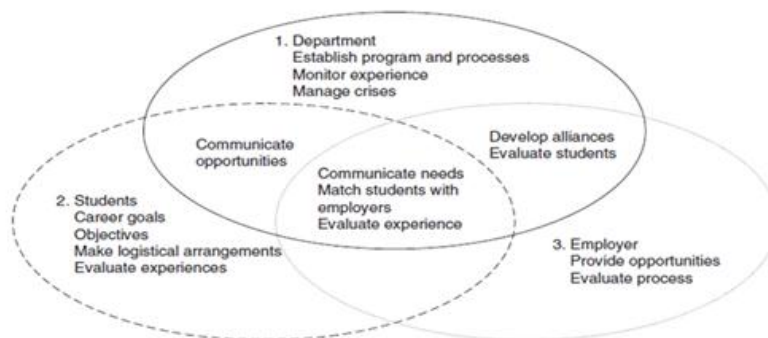 1. Department
Establish program and processes
Monitor experience
Manage crises
Communicate
opportunities
Develop alliances
Evaluate students
Communicate needs
Match students with
employers
Evaluate experience
2. Students
Career goals
Objectives
Make logistical arrangements
Evaluate experiences
3. Employer
Provide opportunities
Evaluate process